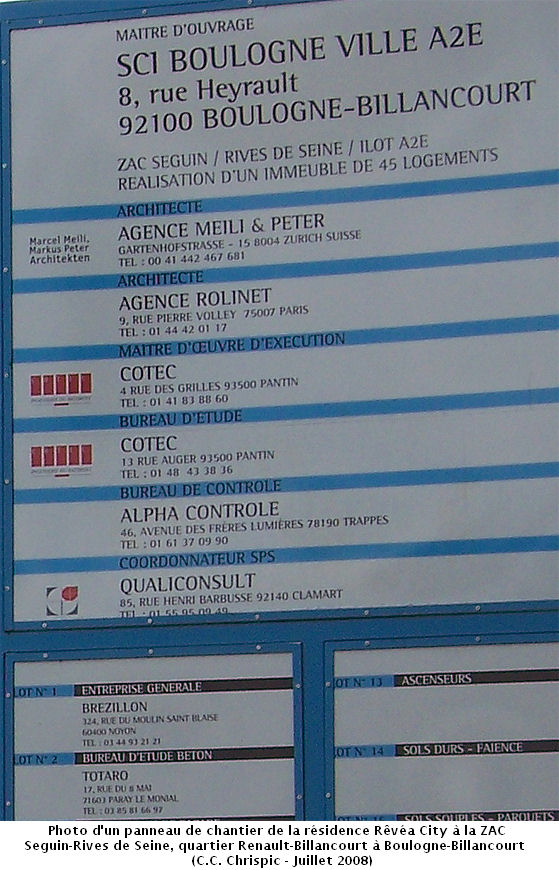 MAITRE D'OUVRAGE
SCI BOULOGNE VILLE A2E
8, rue Heyrault
92100 BOULOGNE-BILLANCOURT
ZAC SEGUIN / RIVES DE SEINE / ILOT A2E
REALISATION D'UN IMMEUBLE DE 45 LOGEMENTS
ARCHITECTE
Marcel Meili,
Markus Peter
Architekten
AGENCE MEILI & PETER
GARTENHOFSTRASSE - 15 8004 ZURICH SUISSE
TEL : 00 41 442 467 681
ARCHITECTE
AGENCE ROLINET
9, RUE PIERRE VOLLEY 75007 PARIS
TEL : 01 44 42 01 17
MAITRE D'ŒUVRE D'EXECUTION
COTEC
4 RUE DES GRILLES 93500 PANTIN
TEL : 01 41 83 88 60
BUREAU D'ETUDE
COTEC
13 RUE AUGER 93500 PANTIN
TEL : 01 48 43 38 36
BUREAU DE CONTROLE
ALPHA CONTROLE
46, AVENUE DES FRÈRES LUMIÈRES 78190 TRAPPES
TEL : 01 61 37 09 90
COORDONNATEUR SPS
QUALICONSULT
85, RUE HENRI BARBUSSE 92140 CLAMART
TEL : 01 55 95 09 49
LOT N° 1 ENTREPRISE GENERALE
BREZILLON
324, RUE DU MOULIN SAINT BLAISE
60400 NOYON
TEL : 03 44 93 21 21
LOT N° 2 BUREAU D'ETUDE BETON
TOTARO
17, RUE DU 8 MAI
71603 PARAY LE MONIAL
TEL : 03 85 81 66 97
LOT N° 13 ASCENSEURS
LOT N° 14 SOLS DURS - FAIENCE
SOLS SOUPLES - PARQUETS
Photo d'un panneau de chantier de la résidence Rêvéa City à la ZAC
Seguin-Rives de Seine, quartier Renault-Billancourt à Boulogne-Billancourt
(C.C. Chrispic - Juillet 2008)